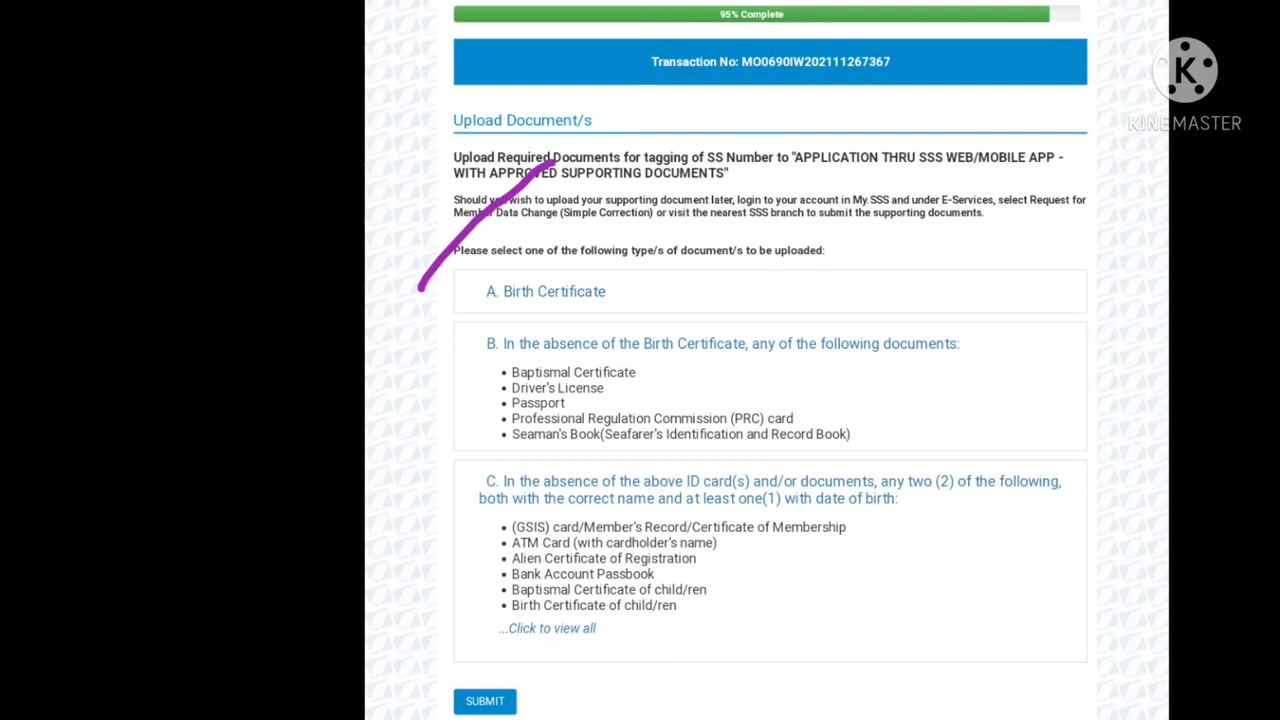 95% Complete
Transaction No: MO0690IW202111267367
K
KINEMASTER
Upload Document/s
Upload Required Documents for tagging of SS Number to "APPLICATION THRU SSS WEB/MOBILE APP -
WITH APPROVED SUPPORTING DOCUMENTS"
Should you wish to upload your supporting document later, login to your account in My.SSS and under E-Services, select Request for
Member Data Change (Simple Correction) or visit the nearest SSS branch to submit the supporting documents.
Please select one of the following type/s of document/s to be uploaded:
A. Birth Certificate
B. In the absence of the Birth Certificate, any of the following documents:
• Baptismal Certificate
• Driver's License
• Passport
• Professional Regulation Commission (PRC) card
• Seaman's Book(Seafarer's Identification and Record Book)
C. In the absence of the above ID card(s) and/or documents, any two (2) of the following,
both with the correct name and at least one(1) with date of birth:
• (GSIS) card/Member's Record/Certificate of Membership
• ATM Card (with cardholder's name)
• Alien Certificate of Registration
• Bank Account Passbook
• Baptismal Certificate of child/ren
• Birth Certificate of child/ren
...Click to view all
SUBMIT